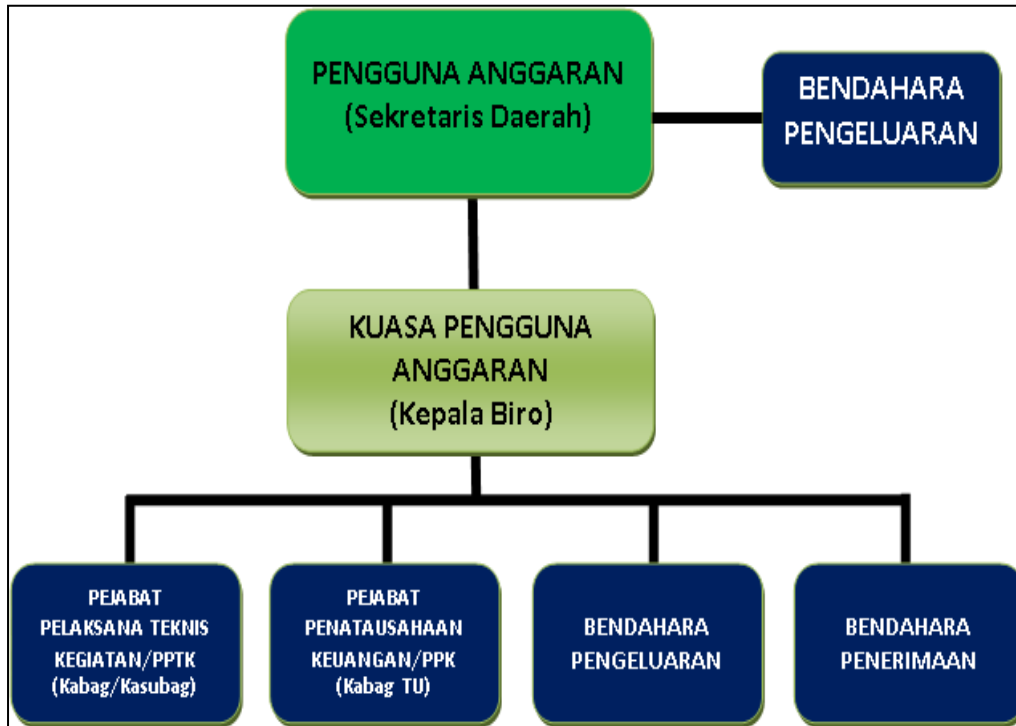 PENGGUNA ANGGARAN
(Sekretaris Daerah)
BENDAHARA
PENGELUARAN
KUASA PENGGUNA
ANGGARAN
(Kepala Biro)
PEJABAT
PELAKSANA TEKNIS
KEGIATAN/PPTK
(Kabag/Kasubag)
PEJABAT
PENATAUSAHAAN
KEUANGAN/PPK
(Kabag TU)
BENDAHARA
PENGELUARAN
BENDAHARA
PENERIMAAN